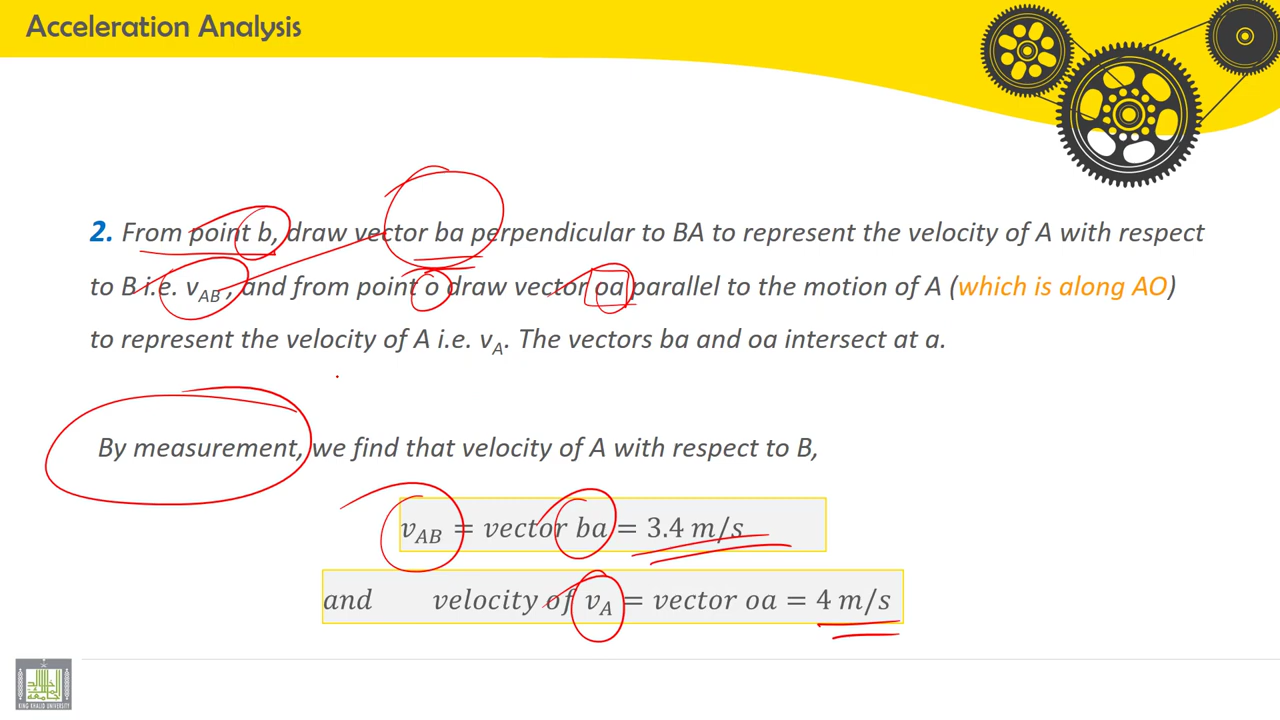 Acceleration Analysis
2. From point b, draw vector ba perpendicular to BA to represent the velocity of A with respect
to B i.e. vAB , and from point o draw vector oa parallel to the motion of A (which is along AO)
to represent the velocity of A i.e. vA. The vectors ba and oa intersect at a.
By measurement, we find that velocity of A with respect to B,
vAB = vector ba = 3.4 m/s
and velocity of vA = vector oa = 4 m/s
KING KHALID UNIVERSITY